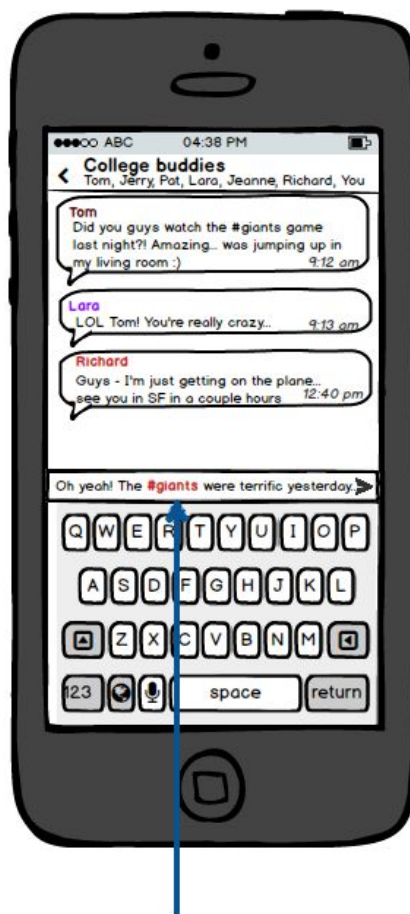 ABC 04:38 PM
College buddies
Tom, Jerry, Pat, Lara, Jeanne, Richard, You
Tom
Did you guys watch the #giants game
last night?! Amazing... was jumping up in
my living room :)
9:12 am
Lara
LOL Tom! You're really crazy...
9:13 am
Richard
Guys - I'm just getting on the plane...
see you in SF in a couple hours
12:40 pm
Oh yeah! The #giants were terrific yesterday.
Q W E R T Y U I O P
A S D F G H J K L
Z X C V B N M
123 space return